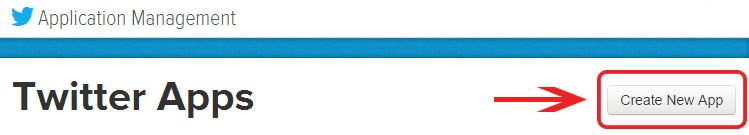 Application Management
Twitter Apps
Create New App